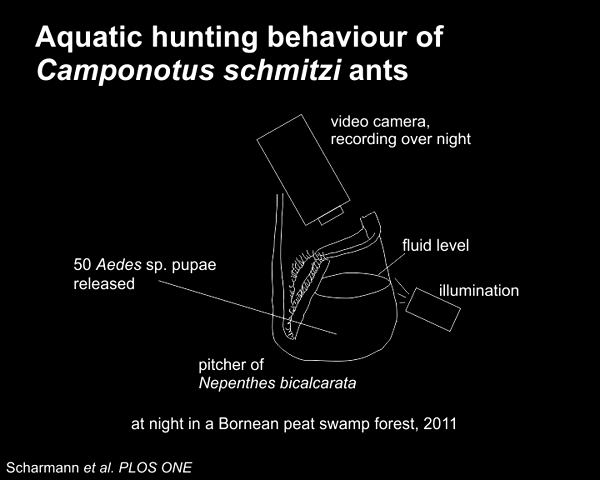 Aquatic hunting behaviour of
Camponotus schmitzi ants
video camera,
recording over night
fluid level
50 Aedes sp. pupae
released
illumination
pitcher of
Nepenthes bicalcarata
at night in a Bornean peat swamp forest, 2011
Scharmann et al. PLOS ONE